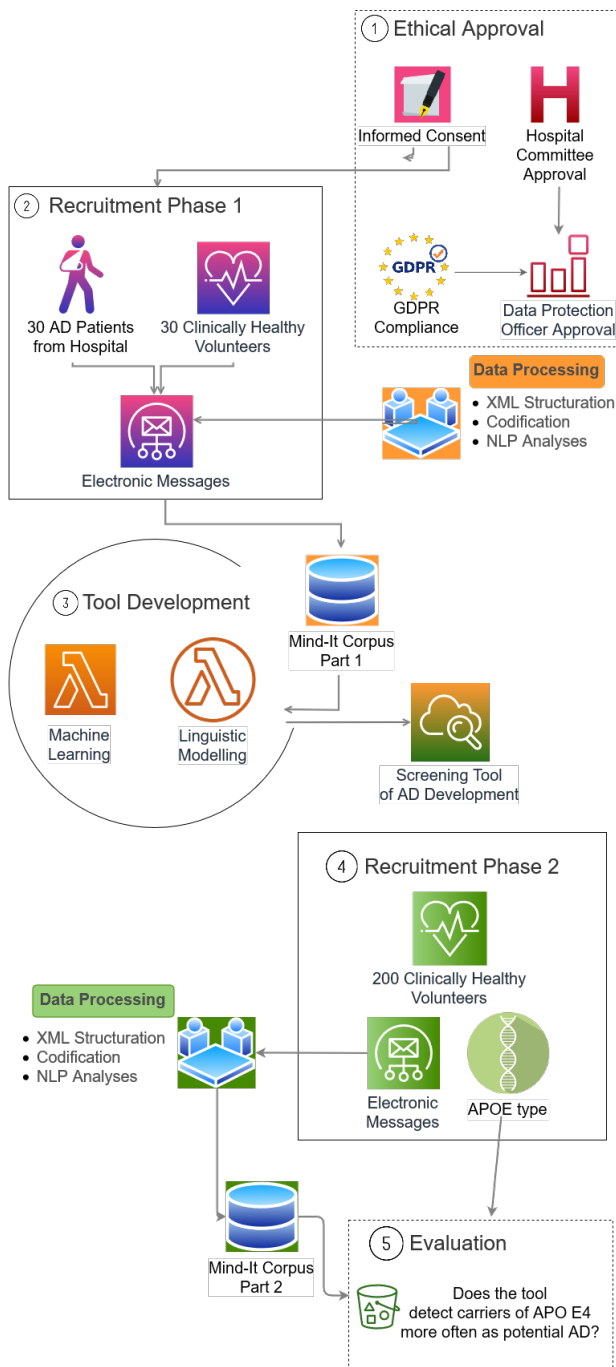 1 Ethical Approval
Informed Consent
Hospital
Committee
Approval
GDPR
GDPR
Compliance
Data Protection
Officer Approval
2 Recruitment Phase 1
30 AD Patients
from Hospital
30 Clinically Healthy
Volunteers
Electronic Messages
Data Processing
• XML Structuration
• Codification
• NLP Analyses
3 Tool Development
Machine
Learning
Linguistic
Modelling
Mind-It Corpus
Part 1
Screening Tool
of AD Development
4 Recruitment Phase 2
200 Clinically Healthy
Volunteers
Electronic
Messages
APOE type
Data Processing
• XML Structuration
• Codification
• NLP Analyses
Mind-It Corpus
Part 2
5 Evaluation
Does the tool
detect carriers of APO E4
more often as potential AD?